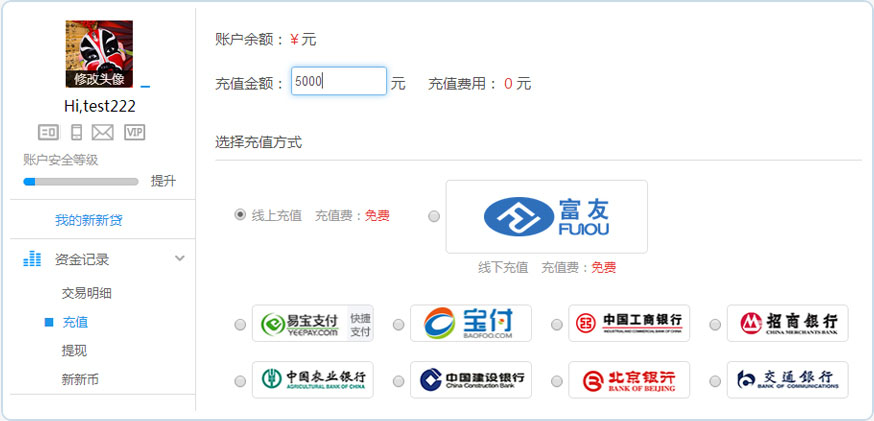 修改头像
Hi,test222
VIP
账户安全等级
提升
我的新新贷
资金记录
交易明细
充值
提现
新新币
账户余额：¥元
充值金额： 5000 元 充值费用： 0 元
选择充值方式
线上充值 充值费：免费
富友
FUIOU
线下充值 充值费：免费
易宝支付
YEEPAY.COM
快捷
支付
宝付
BAOFOO.COM
中国工商银行
INDUSTRIAL AND COMMERCIAL BANK OF CHINA
招商银行
CHINA MERCHANTS BANK
中国农业银行
AGRICULTURAL BANK OF CHINA
中国建设银行
China Construction Bank
北京银行
BANK OF BEIJING
交通银行
BANK OF COMMUNICATIONS